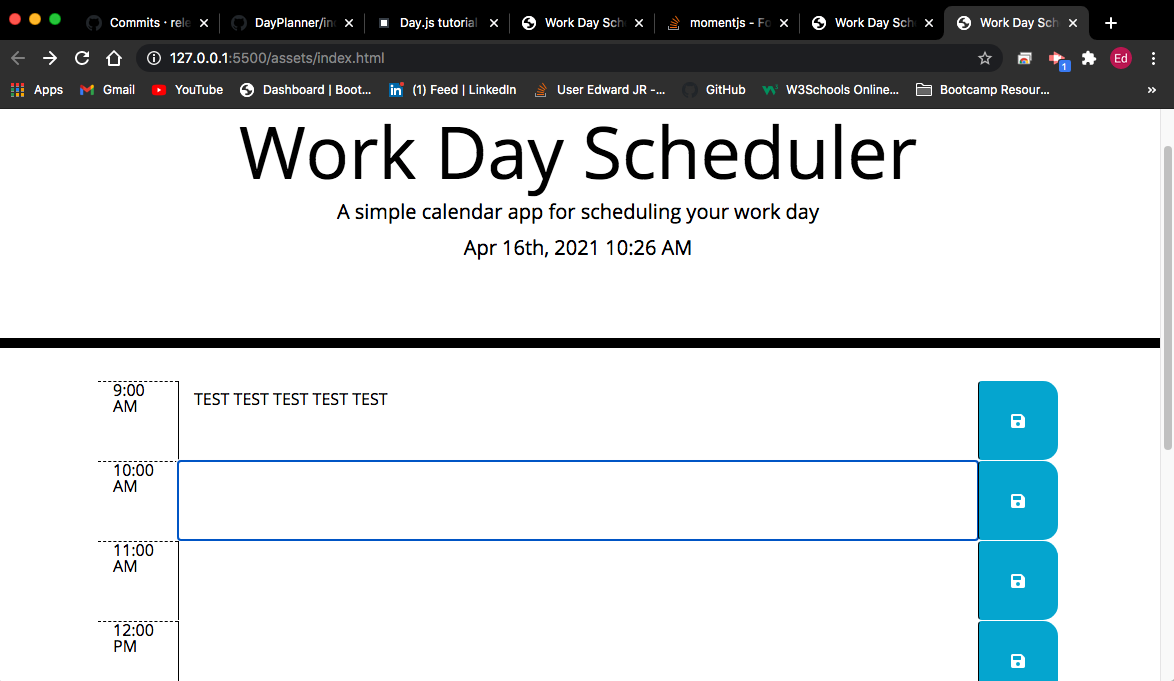 Commits · rele
DayPlanner/in
Day.js tutorial
Work Day Sch
momentjs - Fo
Work Day Sch
Work Day Sch
127.0.0.1:5500/assets/index.html
1
Ed
Apps
Gmail
YouTube
Dashboard | Boot...
in
(1) Feed | LinkedIn
User Edward JR -...
GitHub
W3Schools Online...
Bootcamp Resour...
»
Work Day Scheduler
A simple calendar app for scheduling your work day
Apr 16th, 2021 10:26 AM
9:00
AM
TEST TEST TEST TEST TEST
10:00
AM
11:00
AM
12:00
PM